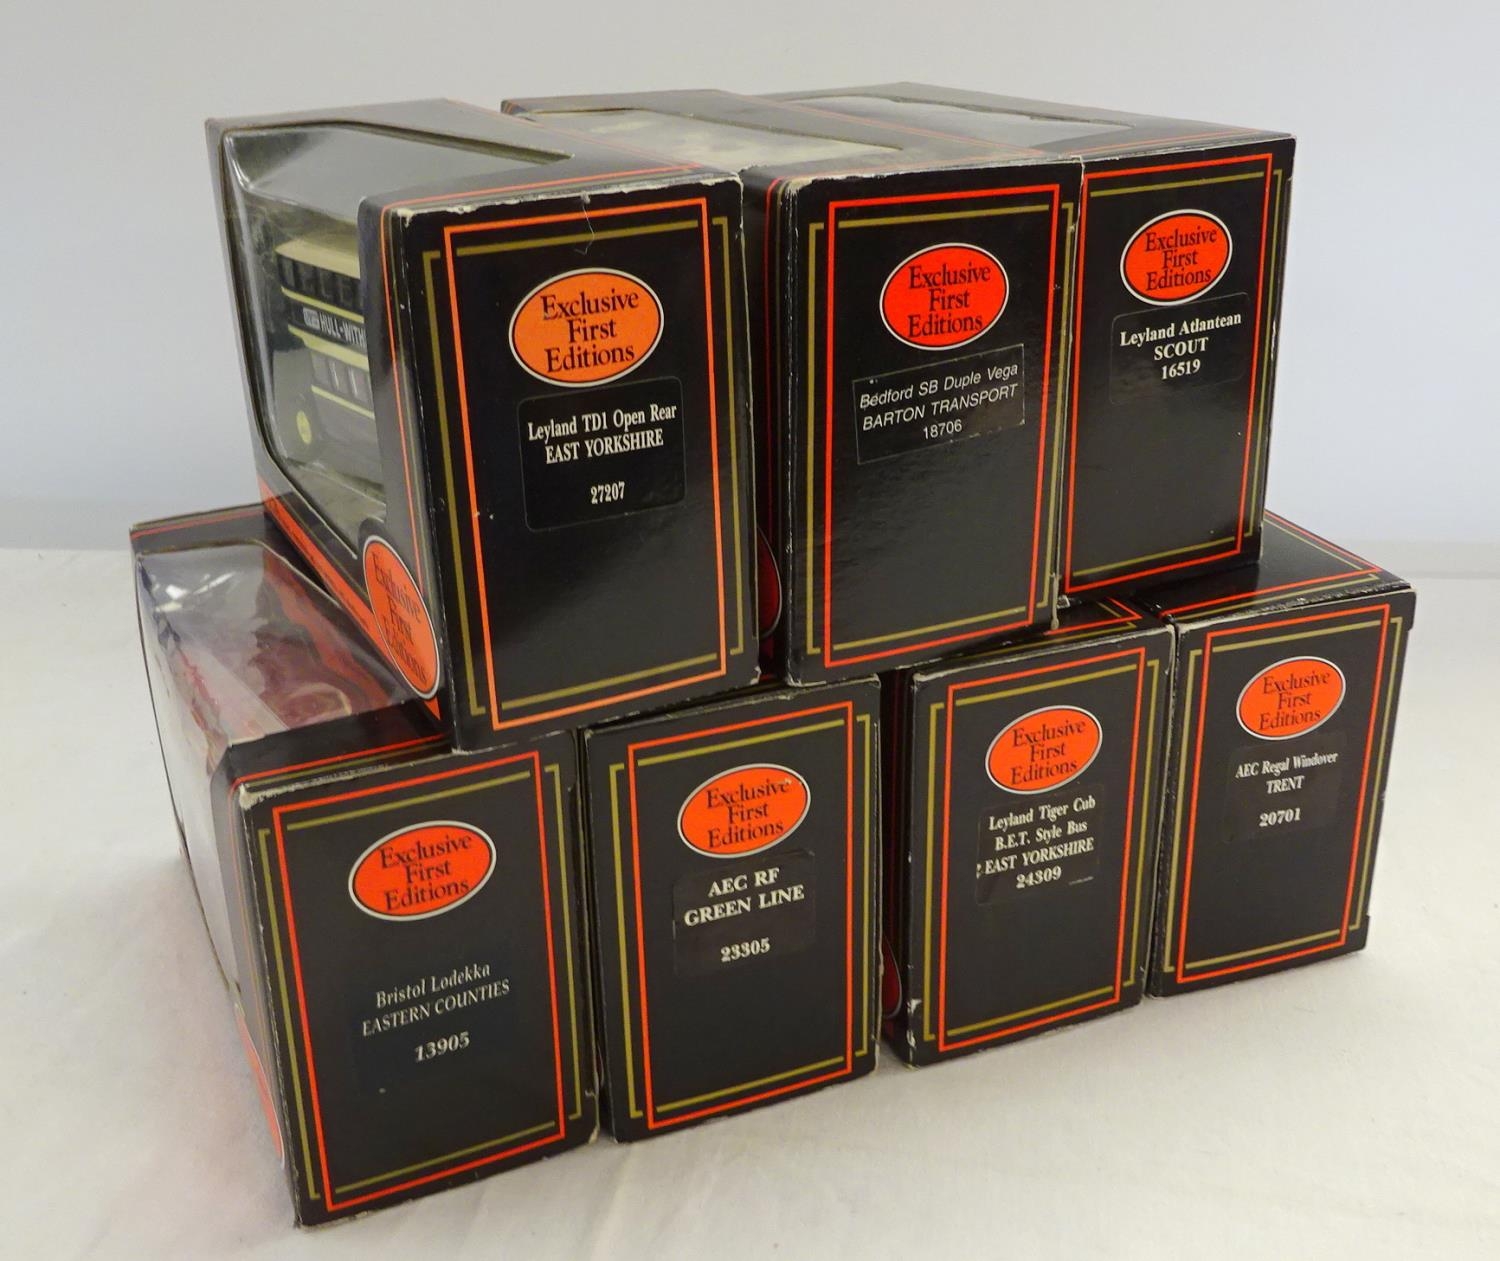 Exclusive
First
Editions
Leyland TD1 Open Rear
EAST YORKSHIRE
27207
HULL-WITH
Exclusive
First
Exclusive
First
Editions
Bedford SB Duple Vega
BARTON TRANSPORT
18706
Exclusive
First
Editions
Leyland Atlantean
SCOUT
16519
Exclusive
First
Editions
Bristol Lodekka
EASTERN COUNTIES
13905
Exclusive
First
Editions
AEC RF
GREEN LINE
23305
Exclusive
First
Editions
Leyland Tiger Cub
B.E.T. Style Bus
EAST YORKSHIRE
24309
Exclusive
First
Editions
AEC Regal Windover
TRENT
20701